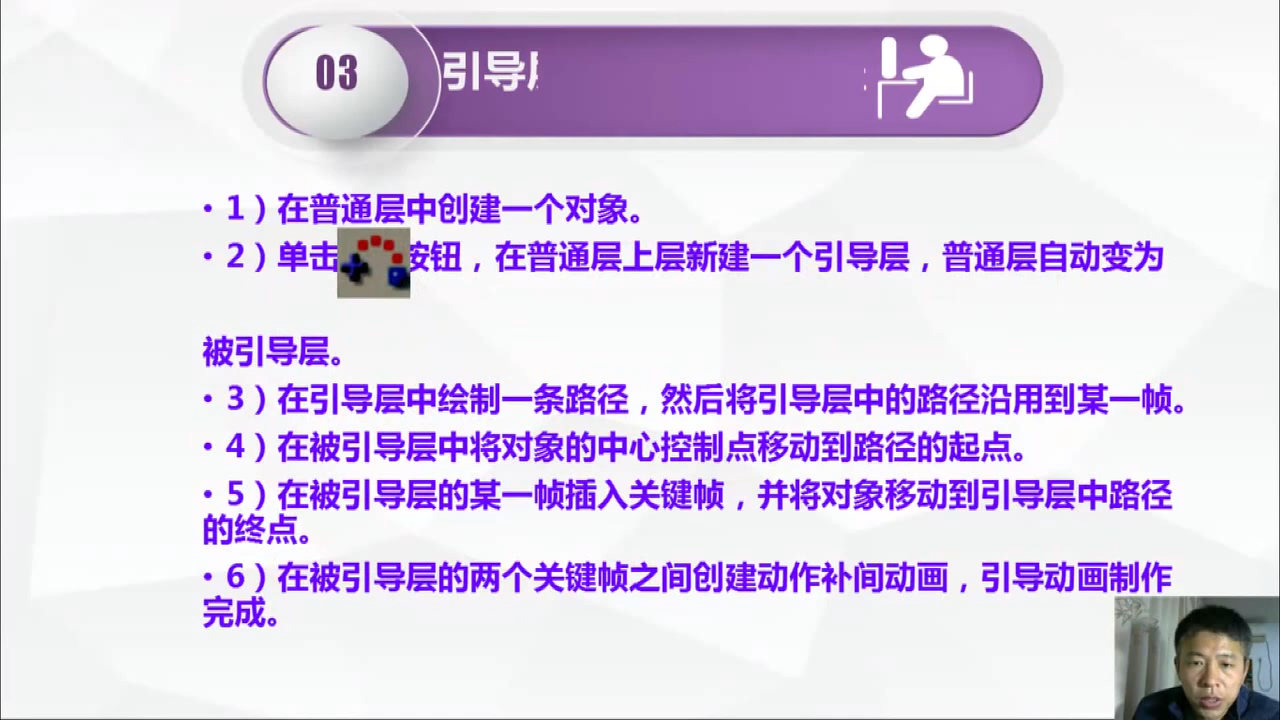 03
引导
• 1）在普通层中创建一个对象。
• 2）单击 按钮，在普通层上层新建一个引导层，普通层自动变为
被引导层。
• 3）在引导层中绘制一条路径，然后将引导层中的路径沿用到某一帧。
• 4）在被引导层中将对象的中心控制点移动到路径的起点。
• 5）在被引导层的某一帧插入关键帧，并将对象移动到引导层中路径
的终点。
• 6）在被引导层的两个关键帧之间创建动作补间动画，引导动画制作
完成。